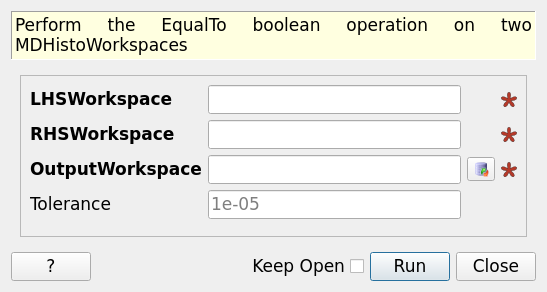 Perform the EqualTo boolean operation on two
MDHistoWorkspaces
LHSWorkspace
RHSWorkspace
OutputWorkspace
Tolerance 1e-05
? Keep Open Run Close